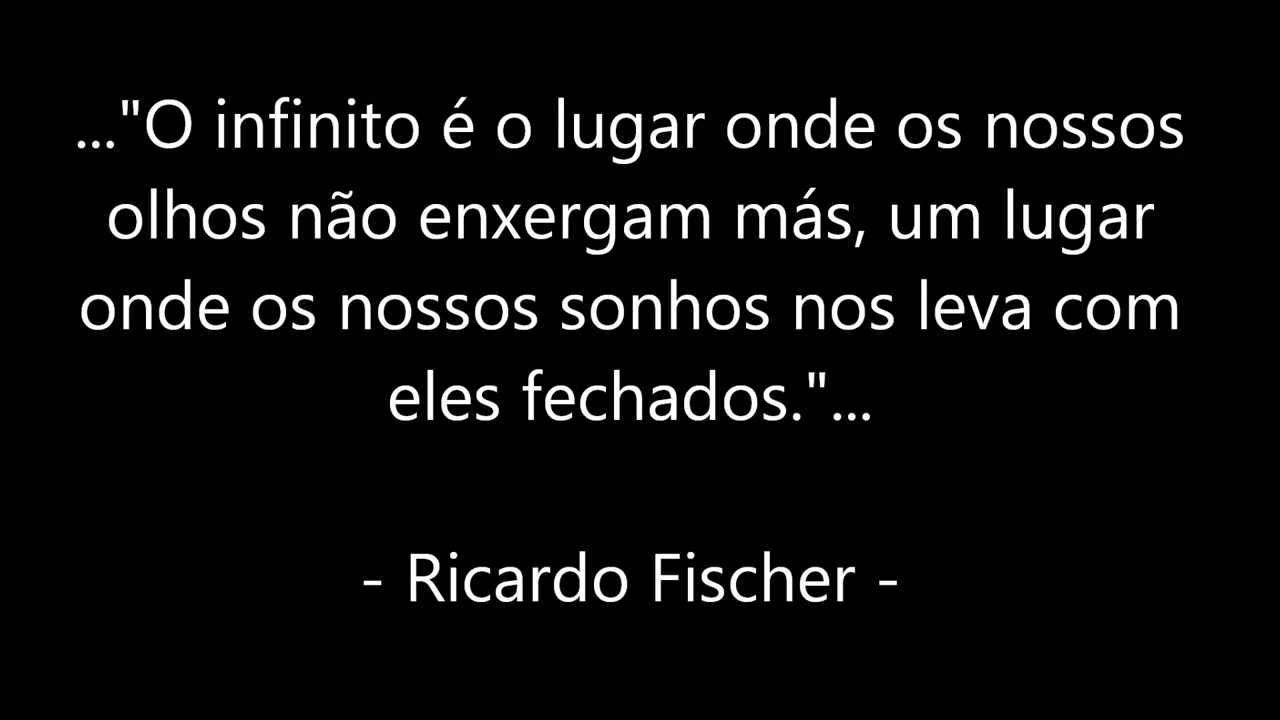 ..."O infinito é o lugar onde os nossos
olhos não enxergam más, um lugar
onde os nossos sonhos nos leva com
eles fechados."...
- Ricardo Fischer -